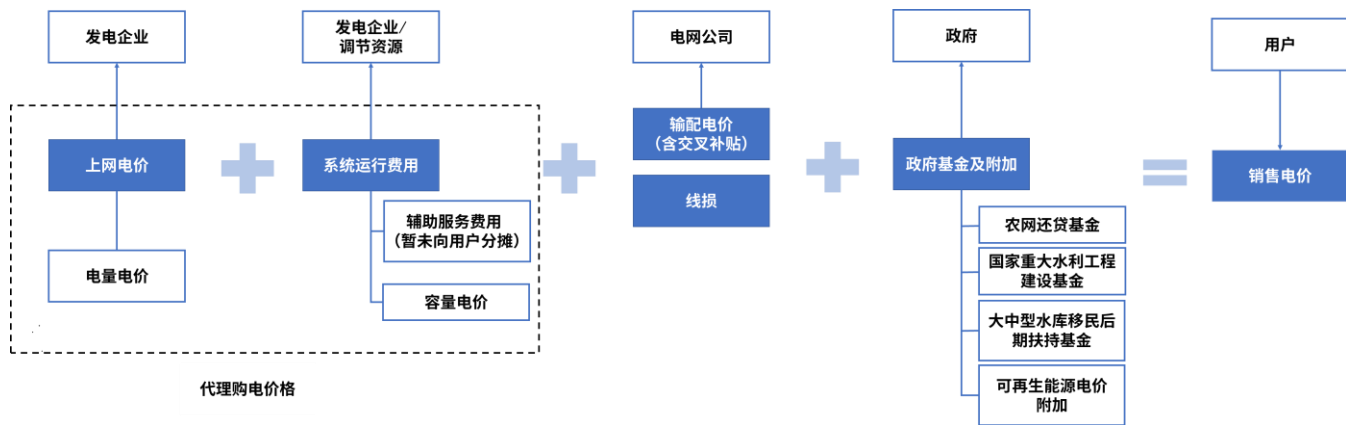 发电企业
发电企业/
调节资源
电网公司
政府
用户
上网电价
系统运行费用
输配电价
（含交叉补贴）
政府基金及附加
销售电价
线损
电量电价
辅助服务费用
（暂未向用户分摊）
容量电价
农网还贷基金
国家重大水利工程
建设基金
大中型水库移民后
期扶持基金
可再生能源电价
附加
代理购电价格